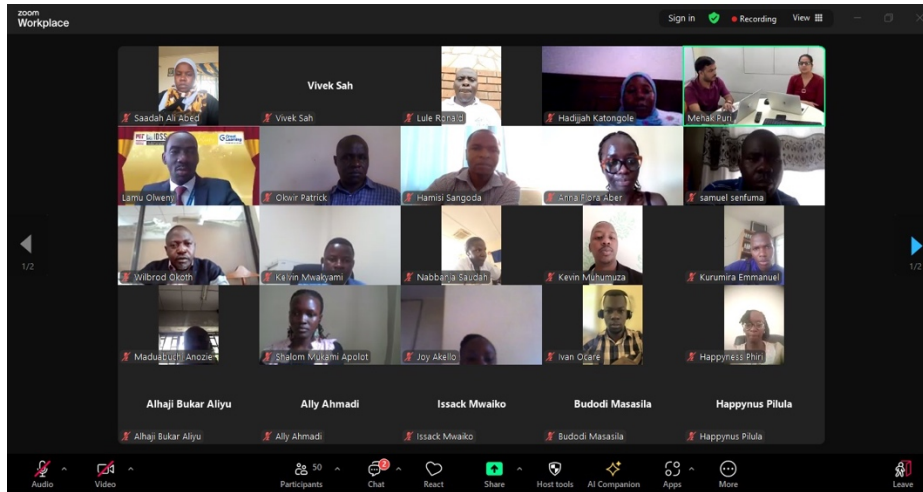 zoom
Workplace
Sign in
Recording
View
Vivek Sah
Saadah Ali Abed
Vivek Sah
Lule Ronald
Hadijjah Katongole
Mehak Puri
MIT IDSS
Great Learning
Lamu Olweny
Okwir Patrick
Hamisi Sangoda
Anna Flora Aber
samuel senfuma
Wilbrod Okoth
Kelvin Mwakyami
Nabbanja Saudah
Kevin Muhumuza
Kurumira Emmanuel
1/2
1/2
Maduabuchi Anozie
Shalom Mukami Apolot
Joy Akello
Ivan Ocare
Happyness Phiri
Alhaji Bukar Aliyu
Ally Ahmadi
Issack Mwaiko
Budodi Masasila
Happynus Pilula
Alhaji Bukar Aliyu
Ally Ahmadi
Issack Mwaiko
Budodi Masasila
Happynus Pilula
50
2
Audio
Video
Participants
Chat
React
Share
Host tools
AI Companion
Apps
More
Leave